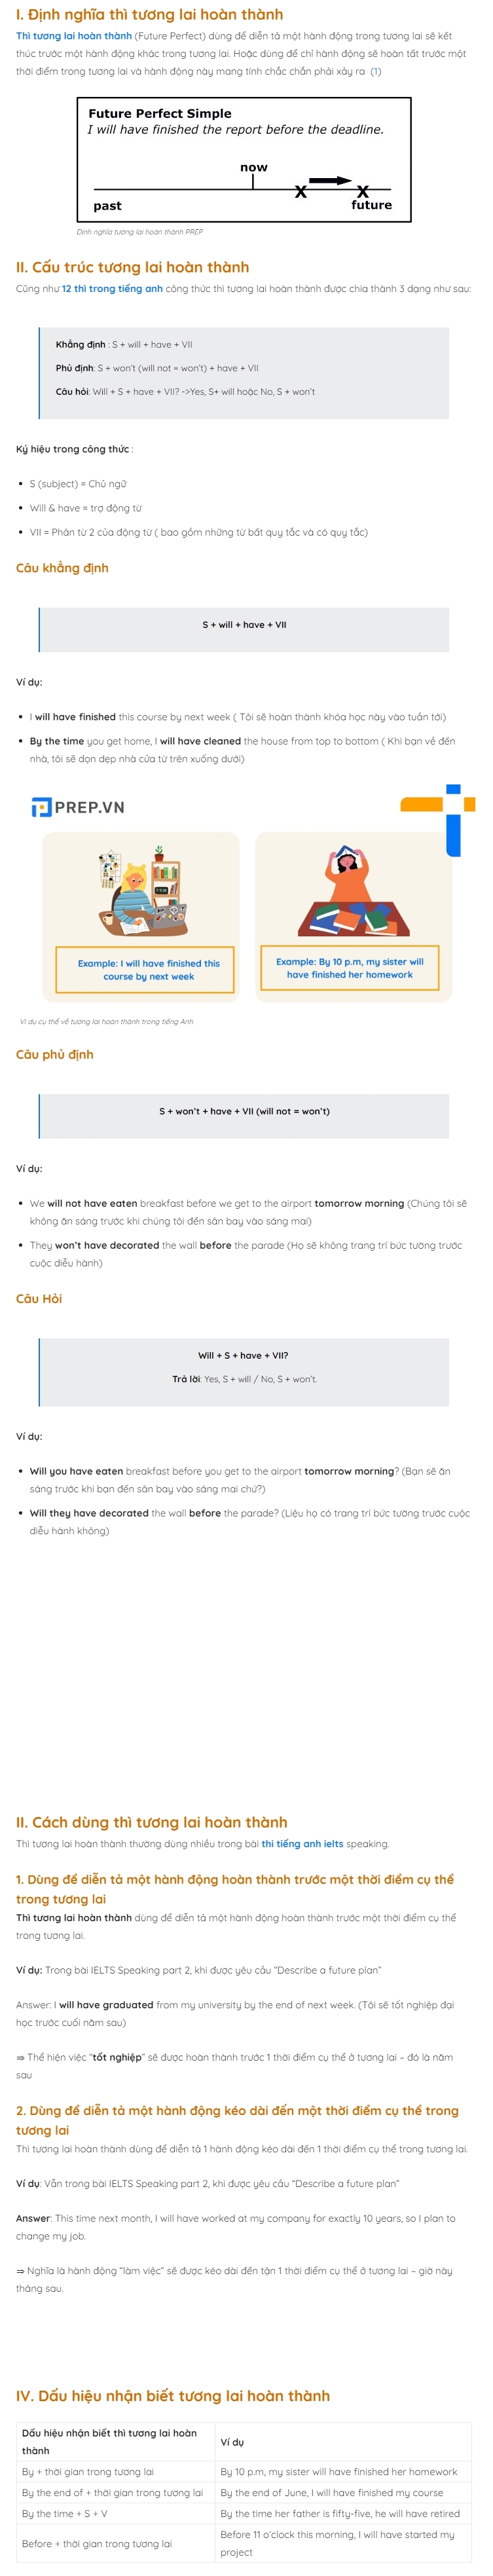 I. Định nghĩa thì tương lai hoàn thành
Thì tương lai hoàn thành (Future Perfect) dùng để diễn tả một hành động trong tương lai sẽ kết
thúc trước một hành động khác trong tương lai. Hoặc dùng để chỉ hành động sẽ hoàn tất trước một
thời điểm trong tương lai và hành động này mang tính chắc chắn phải xảy ra (1)
Future Perfect Simple
I will have finished the report before the deadline.
now
X X
past future
Định nghĩa tương lai hoàn thành PREP
II. Cấu trúc tương lai hoàn thành
Cũng như 12 thì trong tiếng anh công thức thì tương lai hoàn thành được chia thành 3 dạng như sau:
Khẳng định : S + will + have + VII
Phủ định: S + won't (will not = won't) + have + VII
Câu hỏi: Will + S + have + VII? ->Yes, S+ will hoặc No, S + won't
Ký hiệu trong công thức :
S (subject) = Chủ ngữ
Will & have = trợ động từ
VII = Phân từ 2 của động từ ( bao gồm những từ bất quy tắc và có quy tắc)
Câu khẳng định
S + will + have + VII
Ví dụ:
I will have finished this course by next week ( Tôi sẽ hoàn thành khóa học này vào tuần tới)
By the time you get home, I will have cleaned the house from top to bottom ( Khi bạn về đến
nhà, tôi sẽ dọn dẹp nhà cửa từ trên xuống dưới)
PREP.VN
Example: I will have finished this
course by next week
Example: By 10 p.m, my sister will
have finished her homework
Ví dụ cụ thể về tương lai hoàn thành trong tiếng Anh
Câu phủ định
S + won't + have + VII (will not = won't)
Ví dụ:
We will not have eaten breakfast before we get to the airport tomorrow morning (Chúng tôi sẽ
không ăn sáng trước khi chúng tôi đến sân bay vào sáng mai)
They won't have decorated the wall before the parade (Họ sẽ không trang trí bức tường trước
cuộc diễu hành)
Câu Hỏi
Will + S + have + VII?
Trả lời: Yes, S + will / No, S + won't.
Ví dụ:
Will you have eaten breakfast before you get to the airport tomorrow morning? (Bạn sẽ ăn
sáng trước khi bạn đến sân bay vào sáng mai chứ?)
Will they have decorated the wall before the parade? (Liệu họ có trang trí bức tường trước cuộc
diễu hành không)
II. Cách dùng thì tương lai hoàn thành
Thì tương lai hoàn thành thường dùng nhiều trong bài thi tiếng anh ielts speaking.
1. Dùng để diễn tả một hành động hoàn thành trước một thời điểm cụ thể
trong tương lai
Thì tương lai hoàn thành dùng để diễn tả một hành động hoàn thành trước một thời điểm cụ thể
trong tương lai.
Ví dụ: Trong bài IELTS Speaking part 2, khi được yêu cầu "Describe a future plan"
Answer: I will have graduated from my university by the end of next week. (Tôi sẽ tốt nghiệp đại
học trước cuối năm sau)
⇒ Thể hiện việc "tốt nghiệp" sẽ được hoàn thành trước 1 thời điểm cụ thể ở tương lai – đó là năm
sau
2. Dùng để diễn tả một hành động kéo dài đến một thời điểm cụ thể trong
tương lai
Thì tương lai hoàn thành dùng để diễn tả 1 hành động kéo dài đến 1 thời điểm cụ thể trong tương lai.
Ví dụ: Vẫn trong bài IELTS Speaking part 2, khi được yêu cầu "Describe a future plan"
Answer: This time next month, I will have worked at my company for exactly 10 years, so I plan to
change my job.
⇒ Nghĩa là hành động "làm việc" sẽ được kéo dài đến tận 1 thời điểm cụ thể ở tương lai – giờ này
tháng sau.
IV. Dấu hiệu nhận biết tương lai hoàn thành
Dấu hiệu nhận biết thì tương lai hoàn
thành
Ví dụ
By + thời gian trong tương lai
By 10 p.m, my sister will have finished her homework
By the end of + thời gian trong tương lai
By the end of June, I will have finished my course
By the time + S + V
By the time her father is fifty-five, he will have retired
Before + thời gian trong tương lai
Before 11 o'clock this morning, I will have started my
project